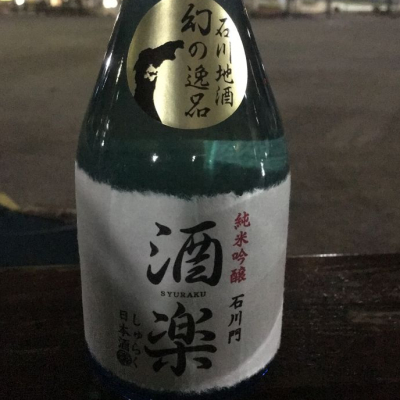 石川地酒
幻の逸品
純米吟醸
石川門
酒楽
SYURAKU
しゅらく
日本酒